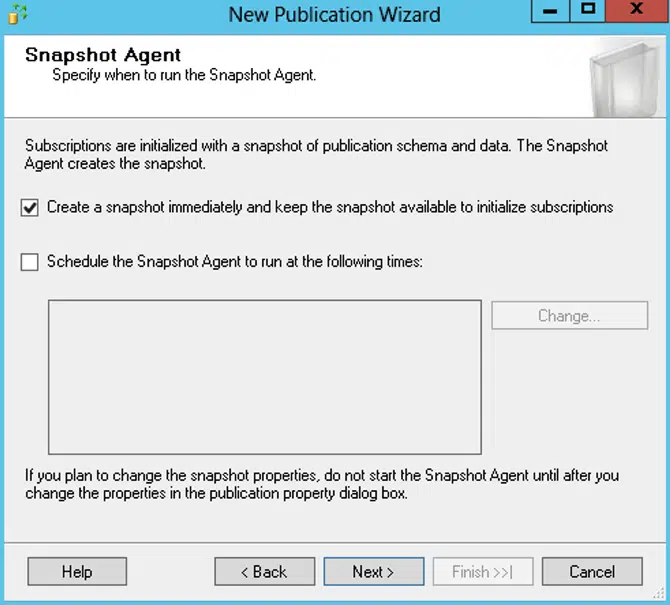 New Publication Wizard
Snapshot Agent
Specify when to run the Snapshot Agent.
Subscriptions are initialized with a snapshot of publication schema and data. The Snapshot
Agent creates the snapshot.
Create a snapshot immediately and keep the snapshot available to initialize subscriptions
Schedule the Snapshot Agent to run at the following times:
Change...
If you plan to change the snapshot properties, do not start the Snapshot Agent until after you
change the properties in the publication property dialog box.
Help
< Back
Next >
Finish >>|
Cancel